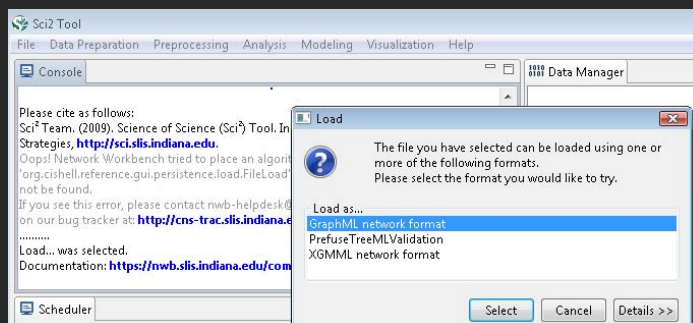 Sci2 Tool
File Data Preparation Preprocessing Analysis Modeling Visualization Help
Console
Data Manager
Please cite as follows:
Sci² Team. (2009). Science of Science (Sci²) Tool. In
Strategies, http://sci.slis.indiana.edu.
Oops! Network Workbench tried to place an algorit
'org.cishell.reference.gui.persistence.load.FileLoad'
not be found.
If you see this error, please contact nwb-helpdesk@
on our bug tracker at: http://cns-trac.slis.indiana.e
..........
Load... was selected.
Documentation: https://nwb.slis.indiana.edu/com
Scheduler
Load
The file you have selected can be loaded using one or
more of the following formats.
Please select the format you would like to try.
Load as...
GraphML network format
PrefuseTreeMLValidation
XGMML network format
Select Cancel Details >>